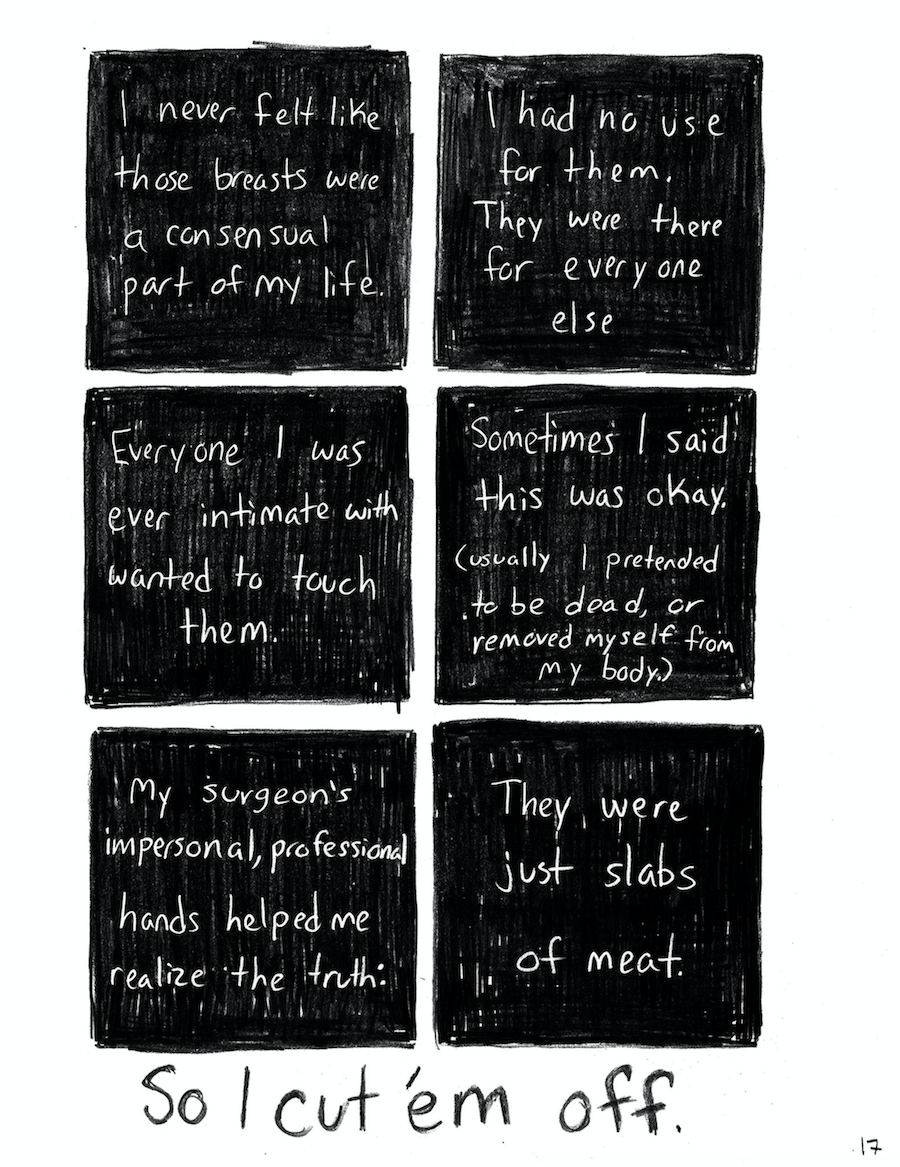 I never felt like
those breasts were
a consensual
part of my life.
I had no use
for them.
They were there
for everyone
else
Everyone I was
ever intimate with
wanted to touch
them.
Sometimes I said
this was okay.
(usually I pretended
to be dead, or
removed myself from
my body.)
My surgeon's
impersonal, professional
hands helped me
realize the truth:
They were
just slabs
of meat.
So I cut 'em off.
17